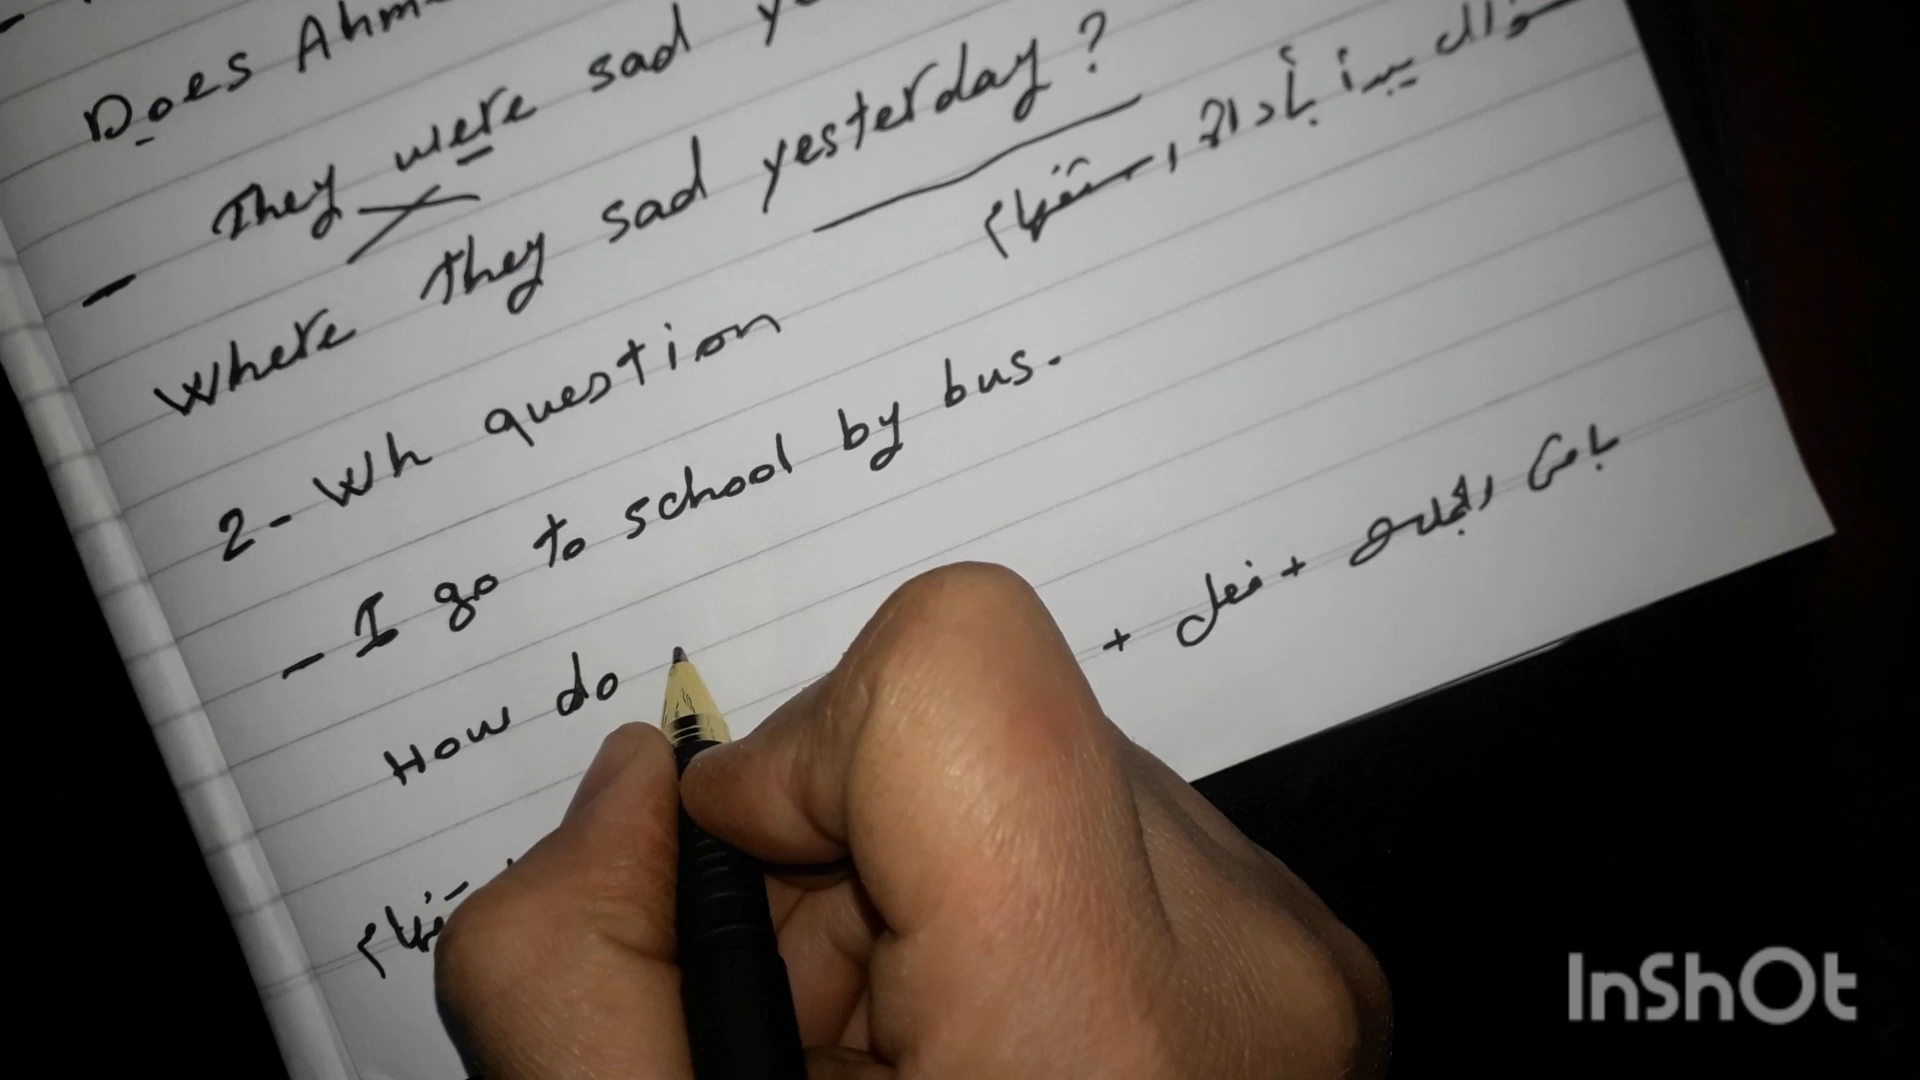 Does Ahm
They were sad y
Where they sad yesterday?
سؤال يبدأ بأداة استفهام
2- Wh question
- I go to school by bus.
How do
+ فعل + باقي الجملة
InShOt